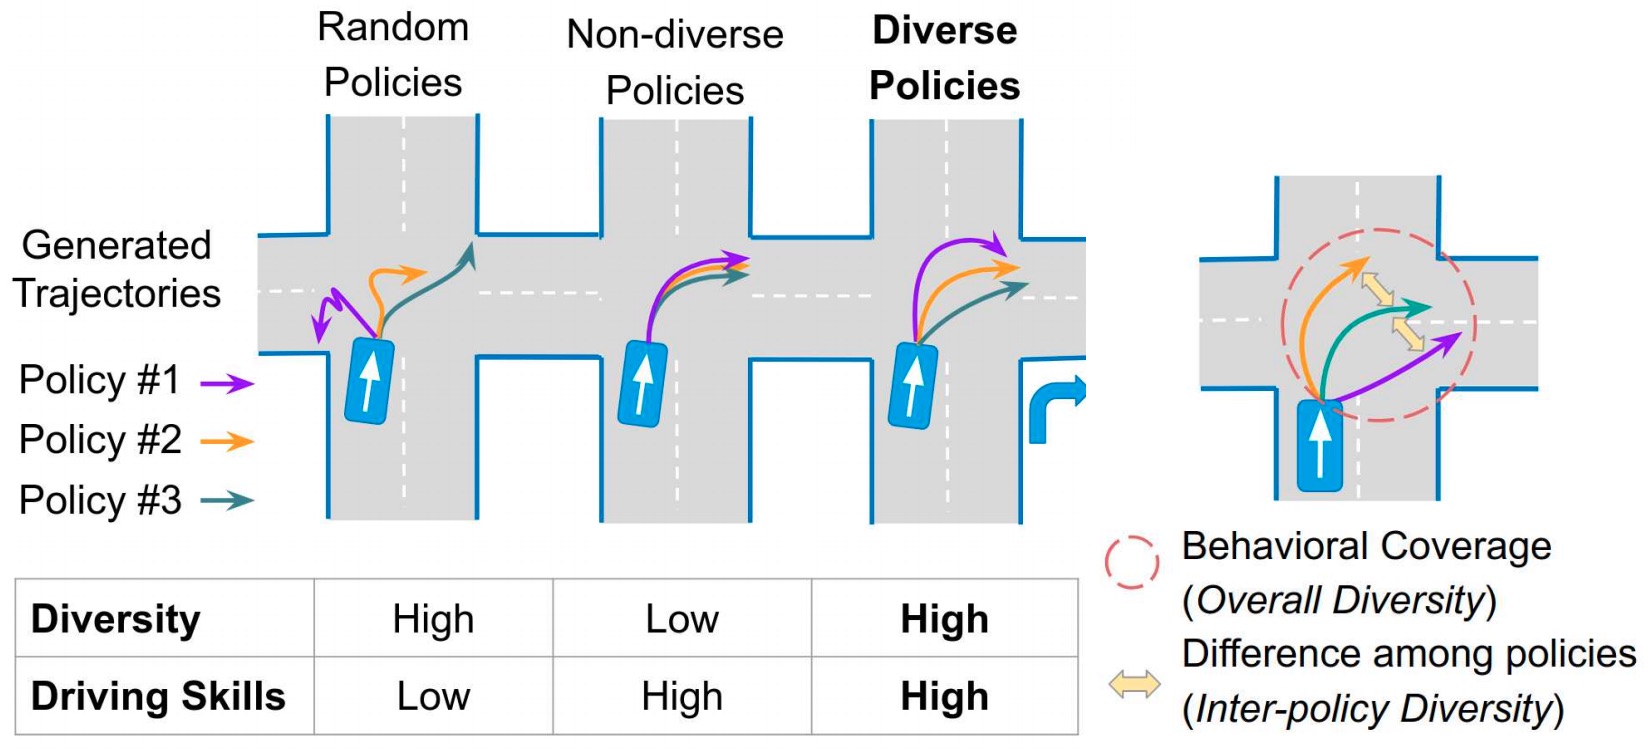 Random
Policies
Non-diverse
Policies
Diverse
Policies
Generated
Trajectories
Policy #1
Policy #2
Policy #3
Diversity High Low High
Driving Skills Low High High
Behavioral Coverage
(Overall Diversity)
Difference among policies
(Inter-policy Diversity)